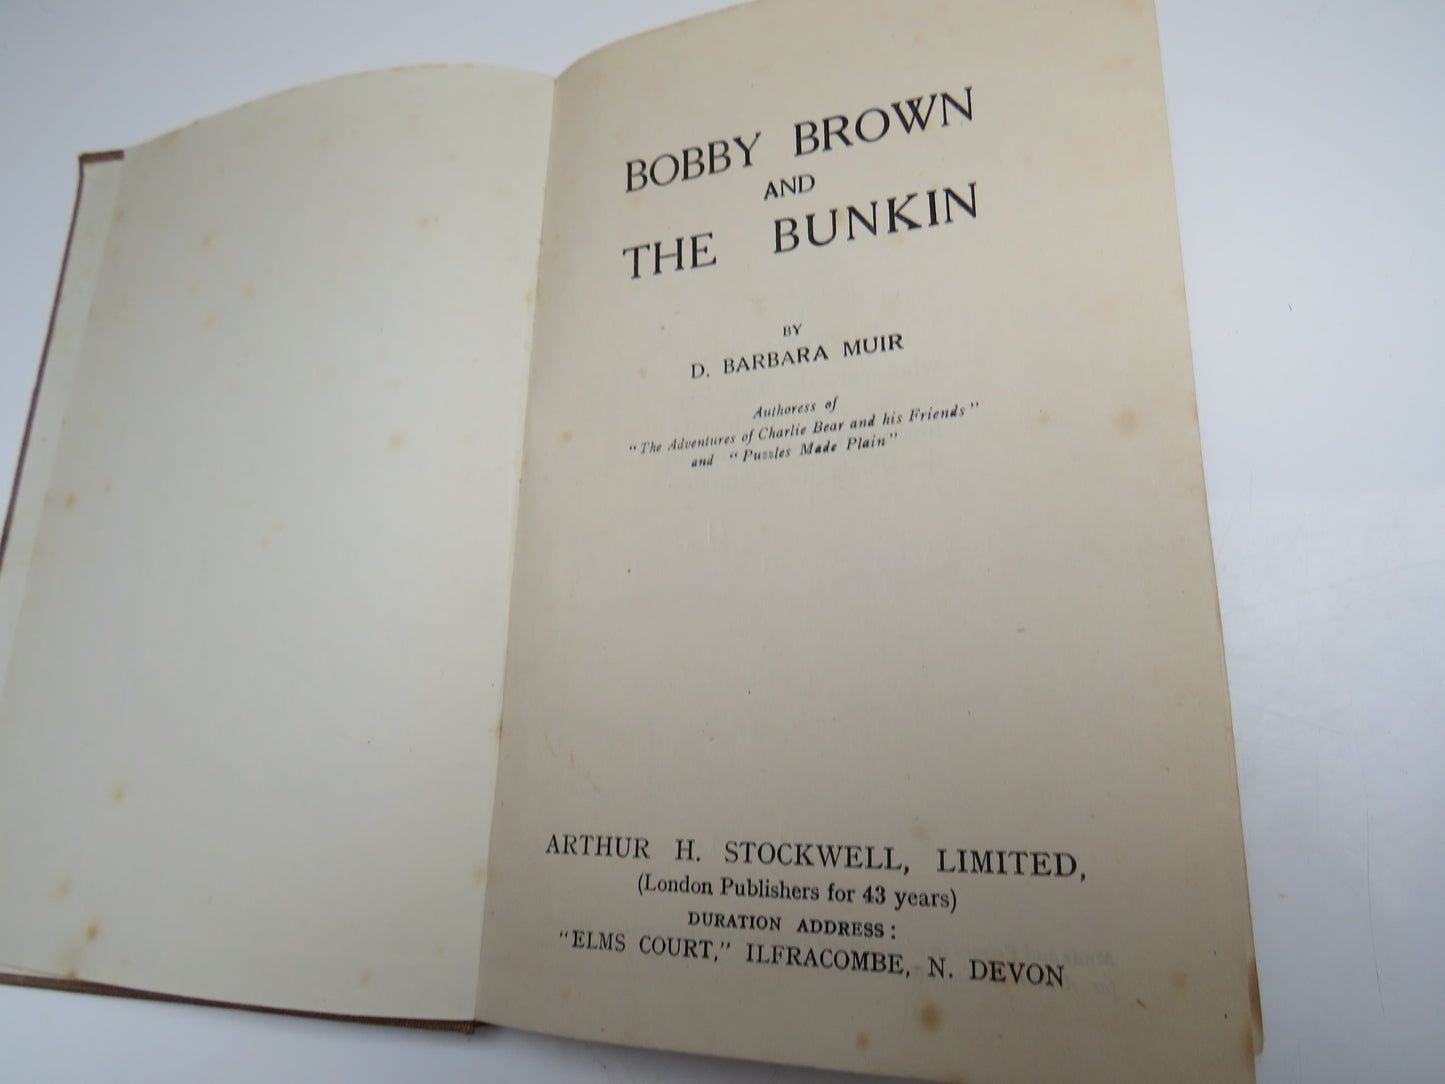 BOBBY BROWN
AND
THE BUNKIN
BY
D. BARBARA MUIR
Authoress of
"The Adventures of Charlie Bear and his Friends"
and "Puzzles Made Plain"
ARTHUR H. STOCKWELL, LIMITED,
(London Publishers for 43 years)
DURATION ADDRESS:
"ELMS COURT," ILFRACOMBE, N. DEVON